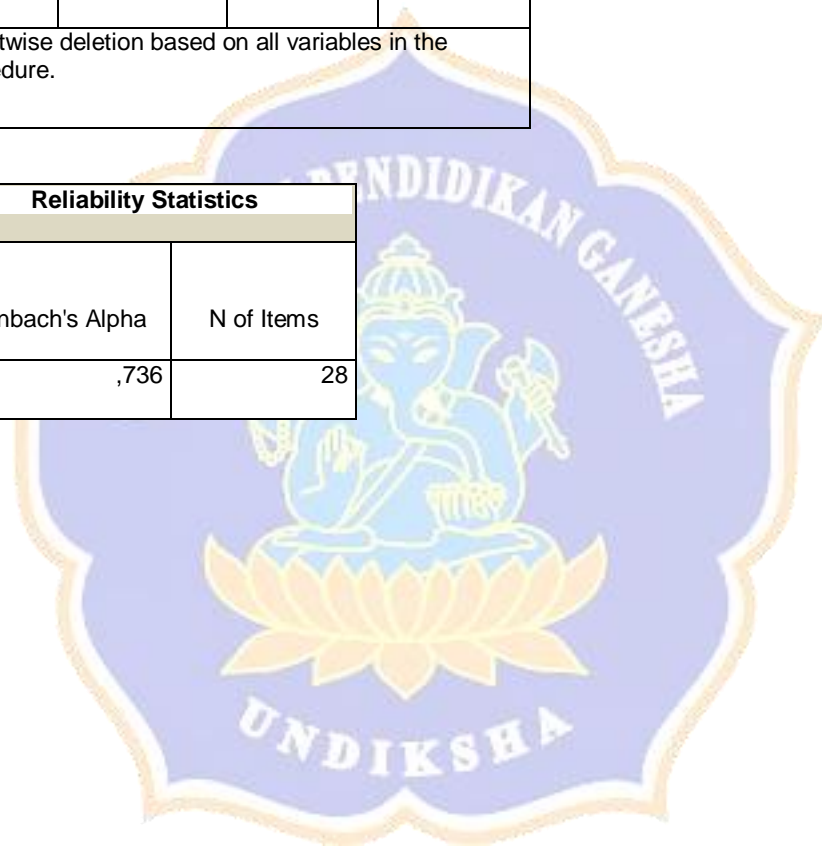 twise deletion based on all variables in the
edure.
Reliability Statistics
nbach's Alpha N of Items
,736 28
PENDIDIKAN GANESHA
UNDIKSHA